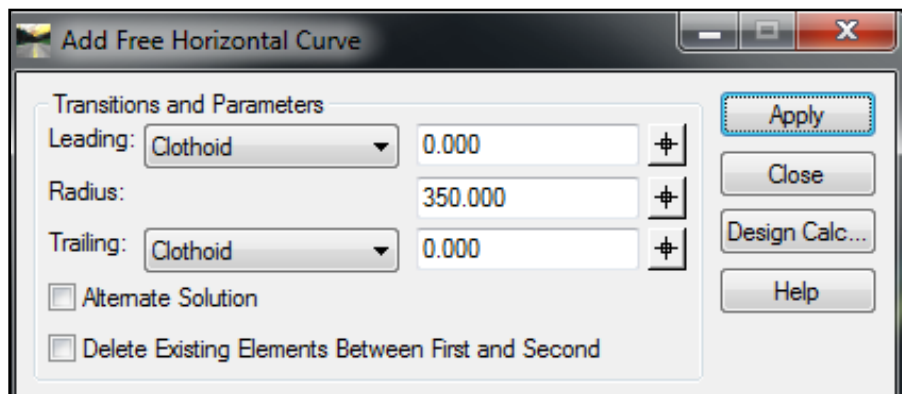 Add Free Horizontal Curve
Transitions and Parameters
Leading: Clothoid 0.000
Radius: 350.000
Trailing: Clothoid 0.000
Alternate Solution
Delete Existing Elements Between First and Second
Apply
Close
Design Calc...
Help